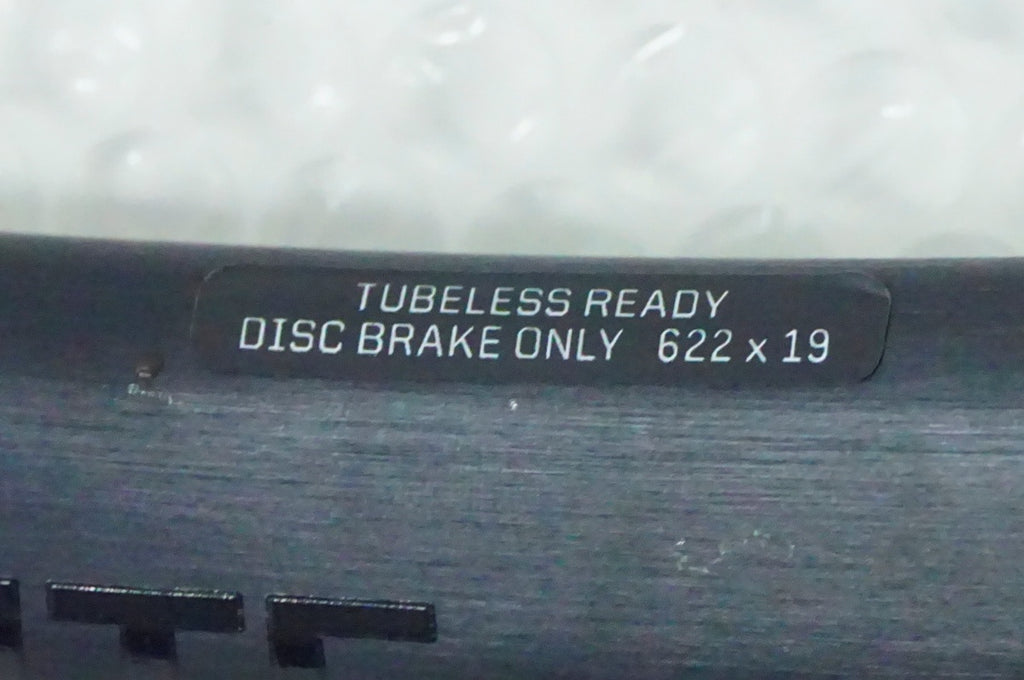 TUBELESS READY
DISC BRAKE ONLY 622 x 19